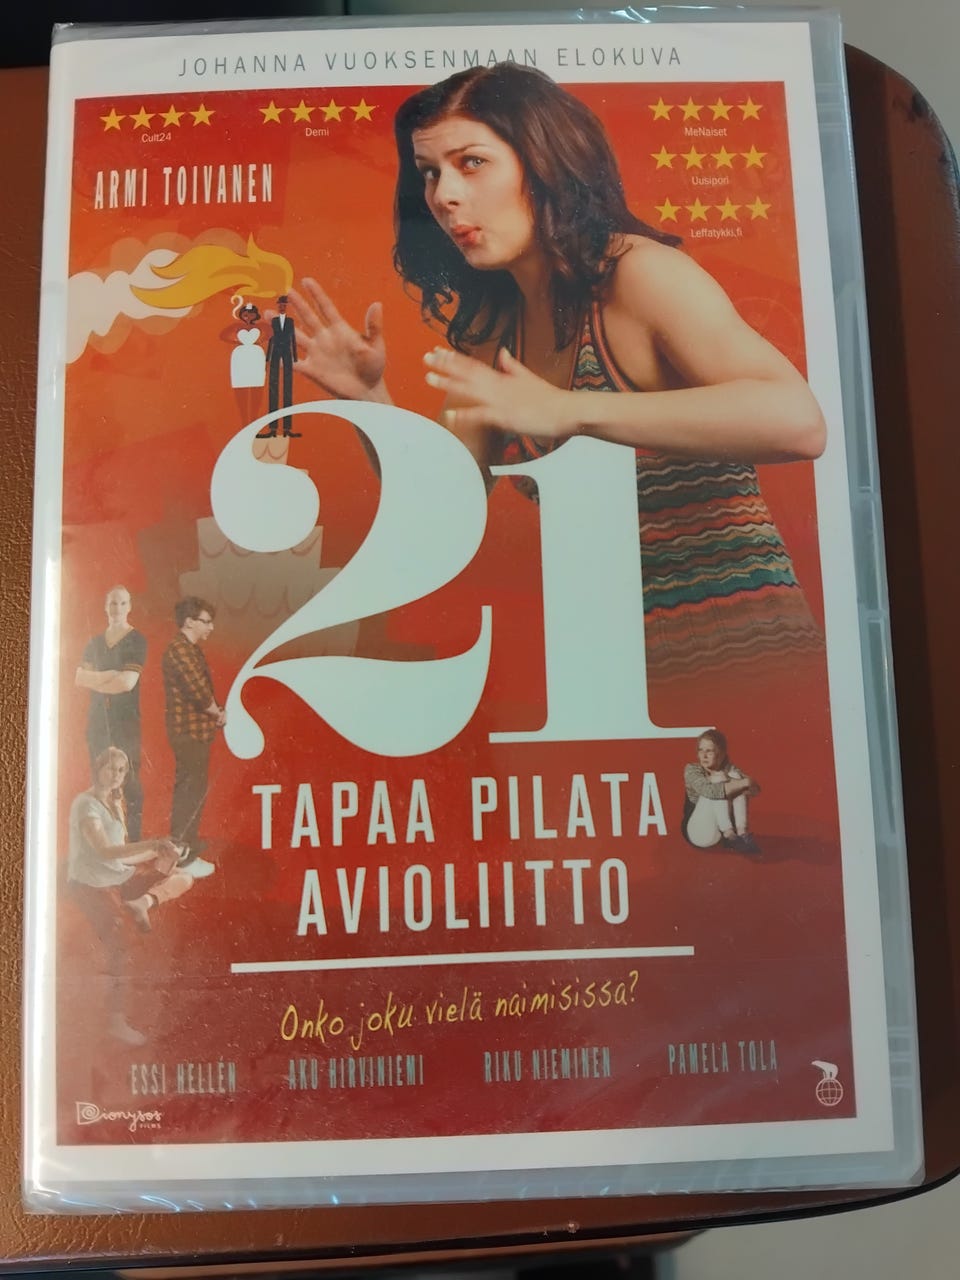 JOHANNA VUOKSENMAAN ELOKUVA
Cult24
Demi
MeNaiset
Uusipori
Leffatykki.fi
ARMI TOIVANEN
21
TAPAA PILATA
AVIOLIITTO
Onko joku vielä naimisissa?
ESSI HELLÉN AKU HIRVINIEMI RIKU NIEMINEN PAMELA TOLA
Dionysos
FILMS